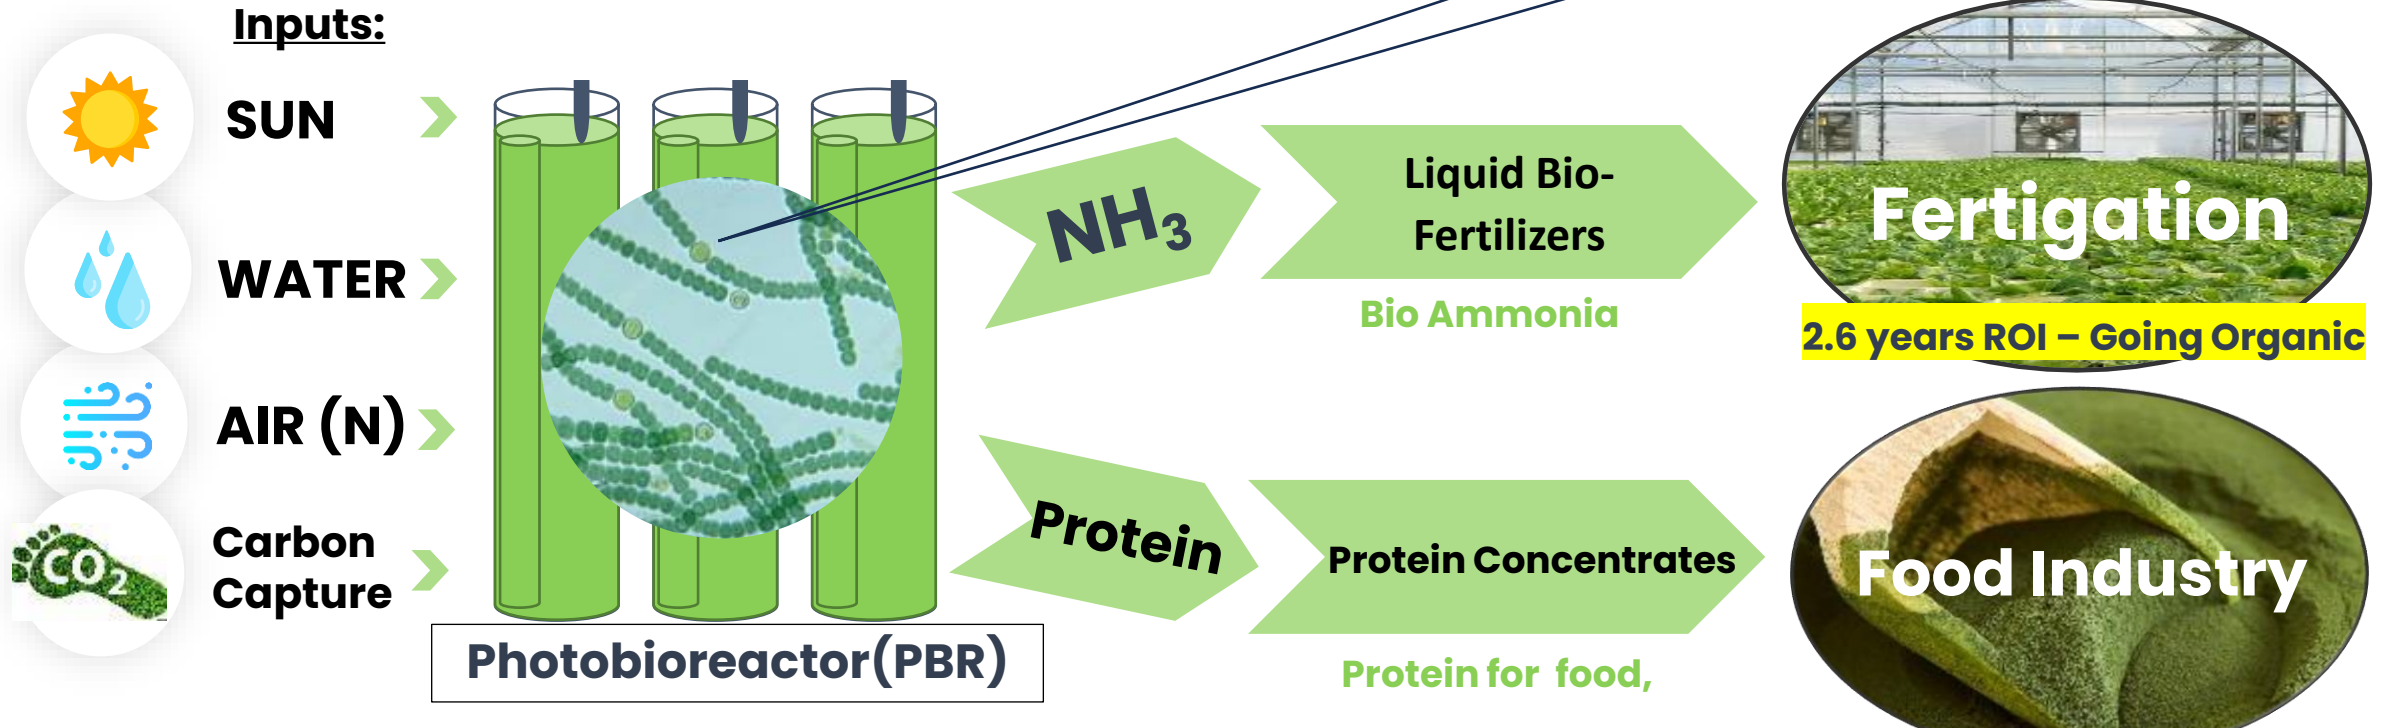 Inputs:
SUN
WATER
AIR (N)
Carbon
Capture
CO2
Photobioreactor(PBR)
NH3
Liquid Bio-
Fertilizers
Bio Ammonia
Fertigation
2.6 years ROI – Going Organic
Protein
Protein Concentrates
Protein for food,
Food Industry